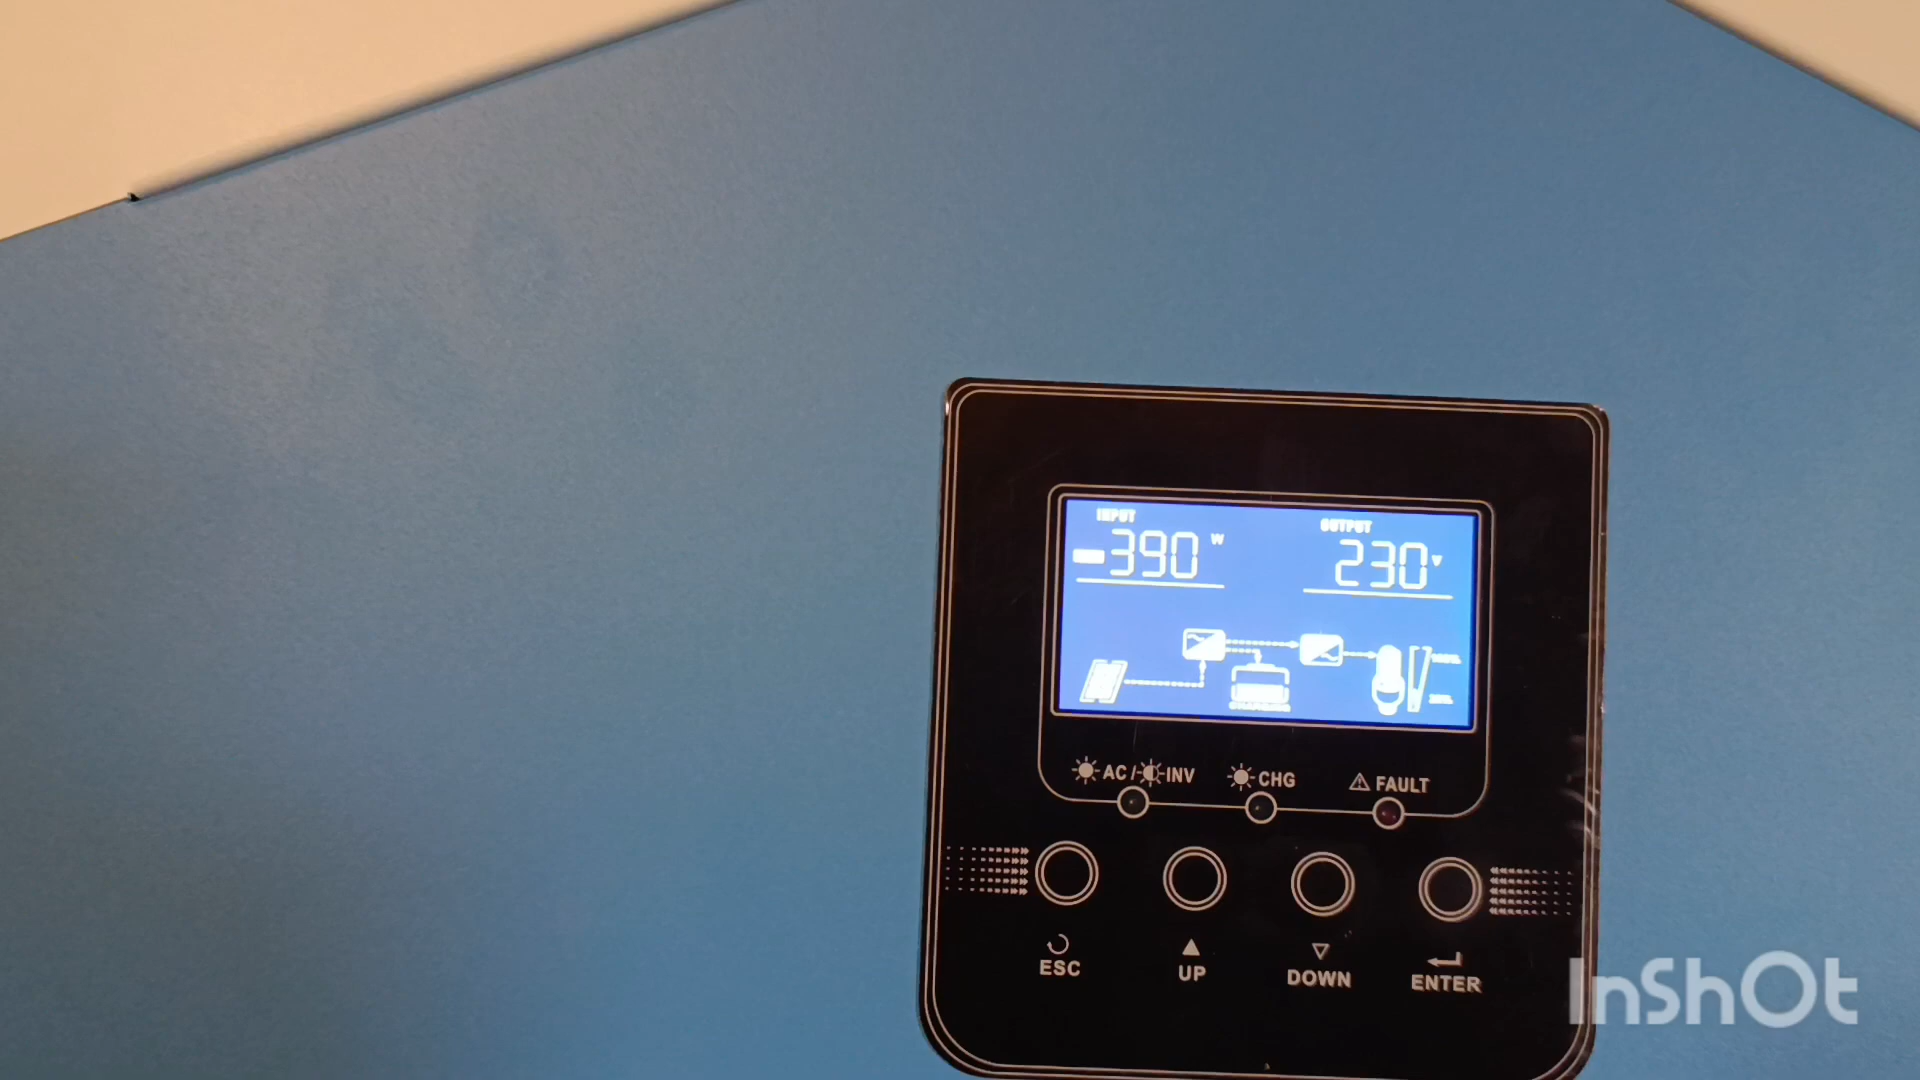 INPUT
OUTPUT
390 W
230 V
AC / INV
CHG
FAULT
ESC
UP
DOWN
ENTER
InShOt